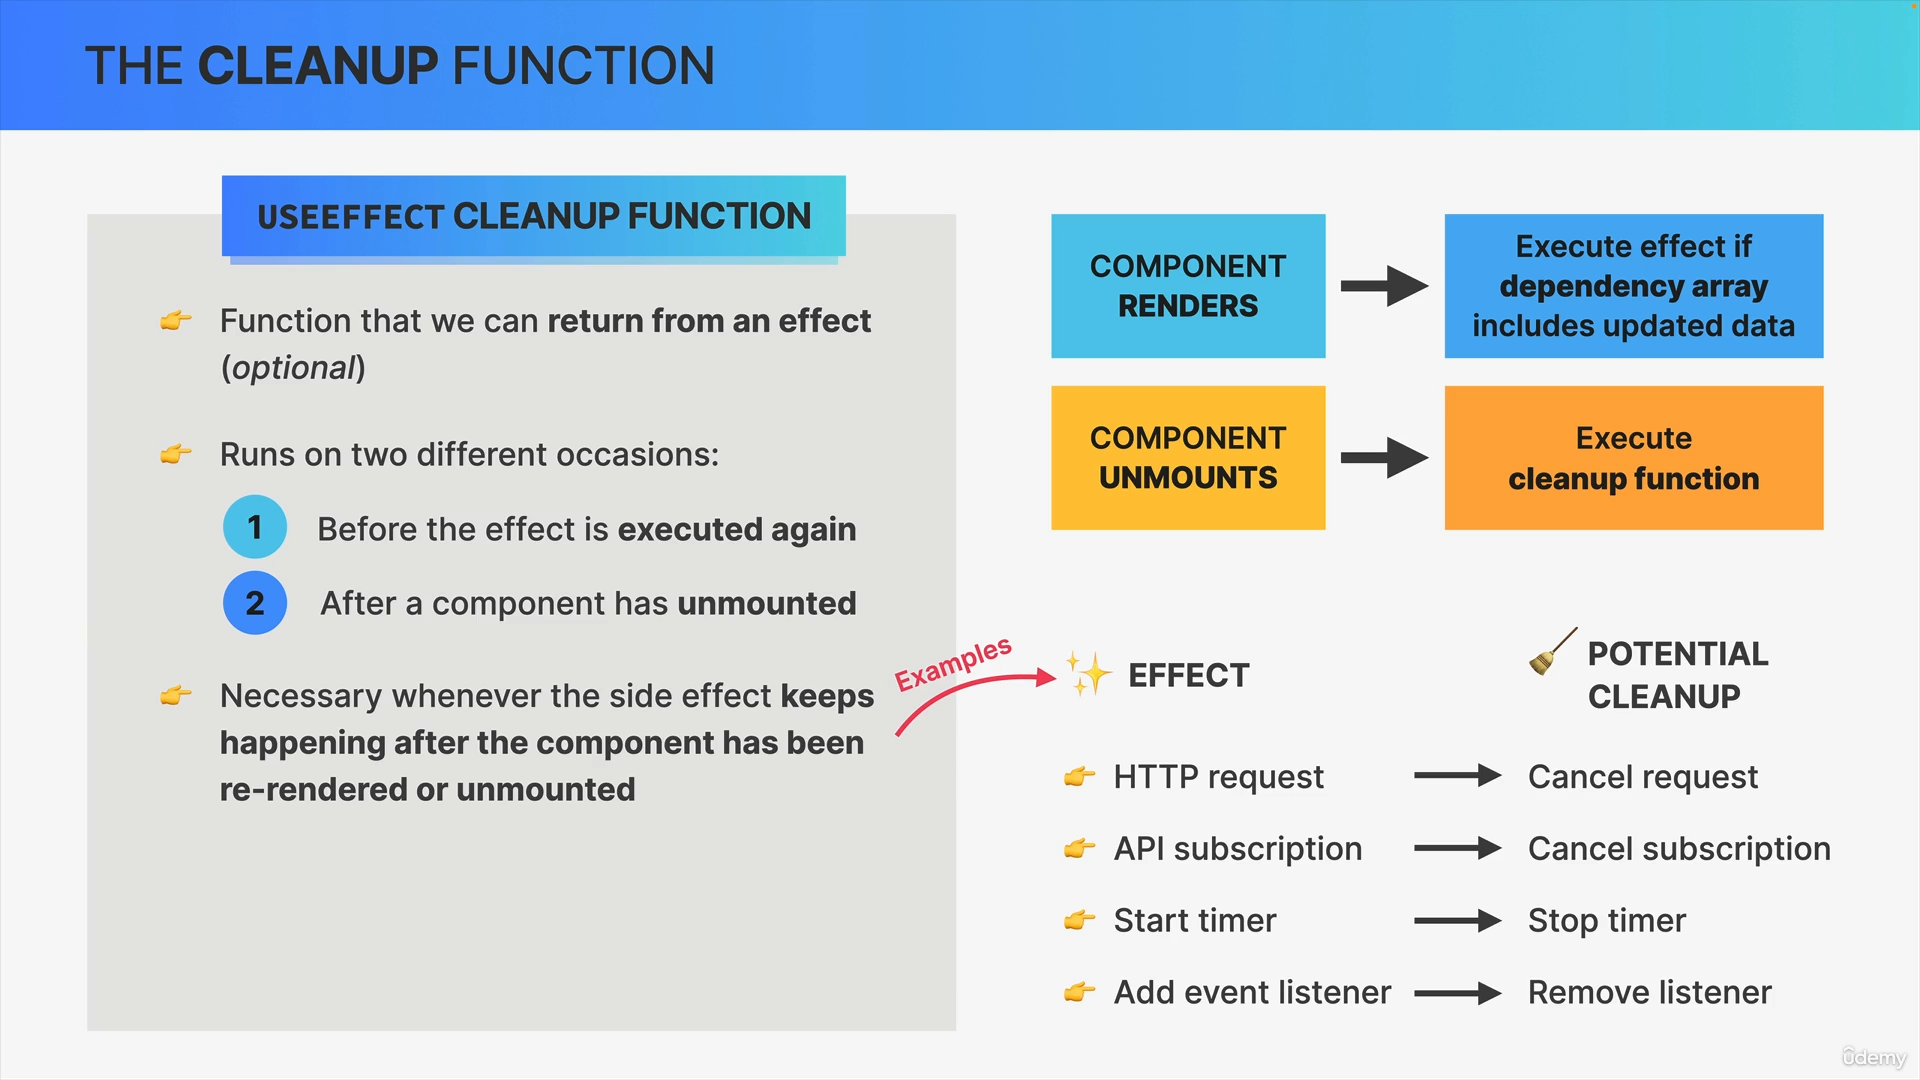 THE CLEANUP FUNCTION
USEEFFECT CLEANUP FUNCTION
Function that we can return from an effect
(optional)
Runs on two different occasions:
1 Before the effect is executed again
2 After a component has unmounted
Necessary whenever the side effect keeps
happening after the component has been
re-rendered or unmounted
COMPONENT
RENDERS
Execute effect if
dependency array
includes updated data
COMPONENT
UNMOUNTS
Execute
cleanup function
Examples
EFFECT
POTENTIAL
CLEANUP
HTTP request
Cancel request
API subscription
Cancel subscription
Start timer
Stop timer
Add event listener
Remove listener
ûdemy